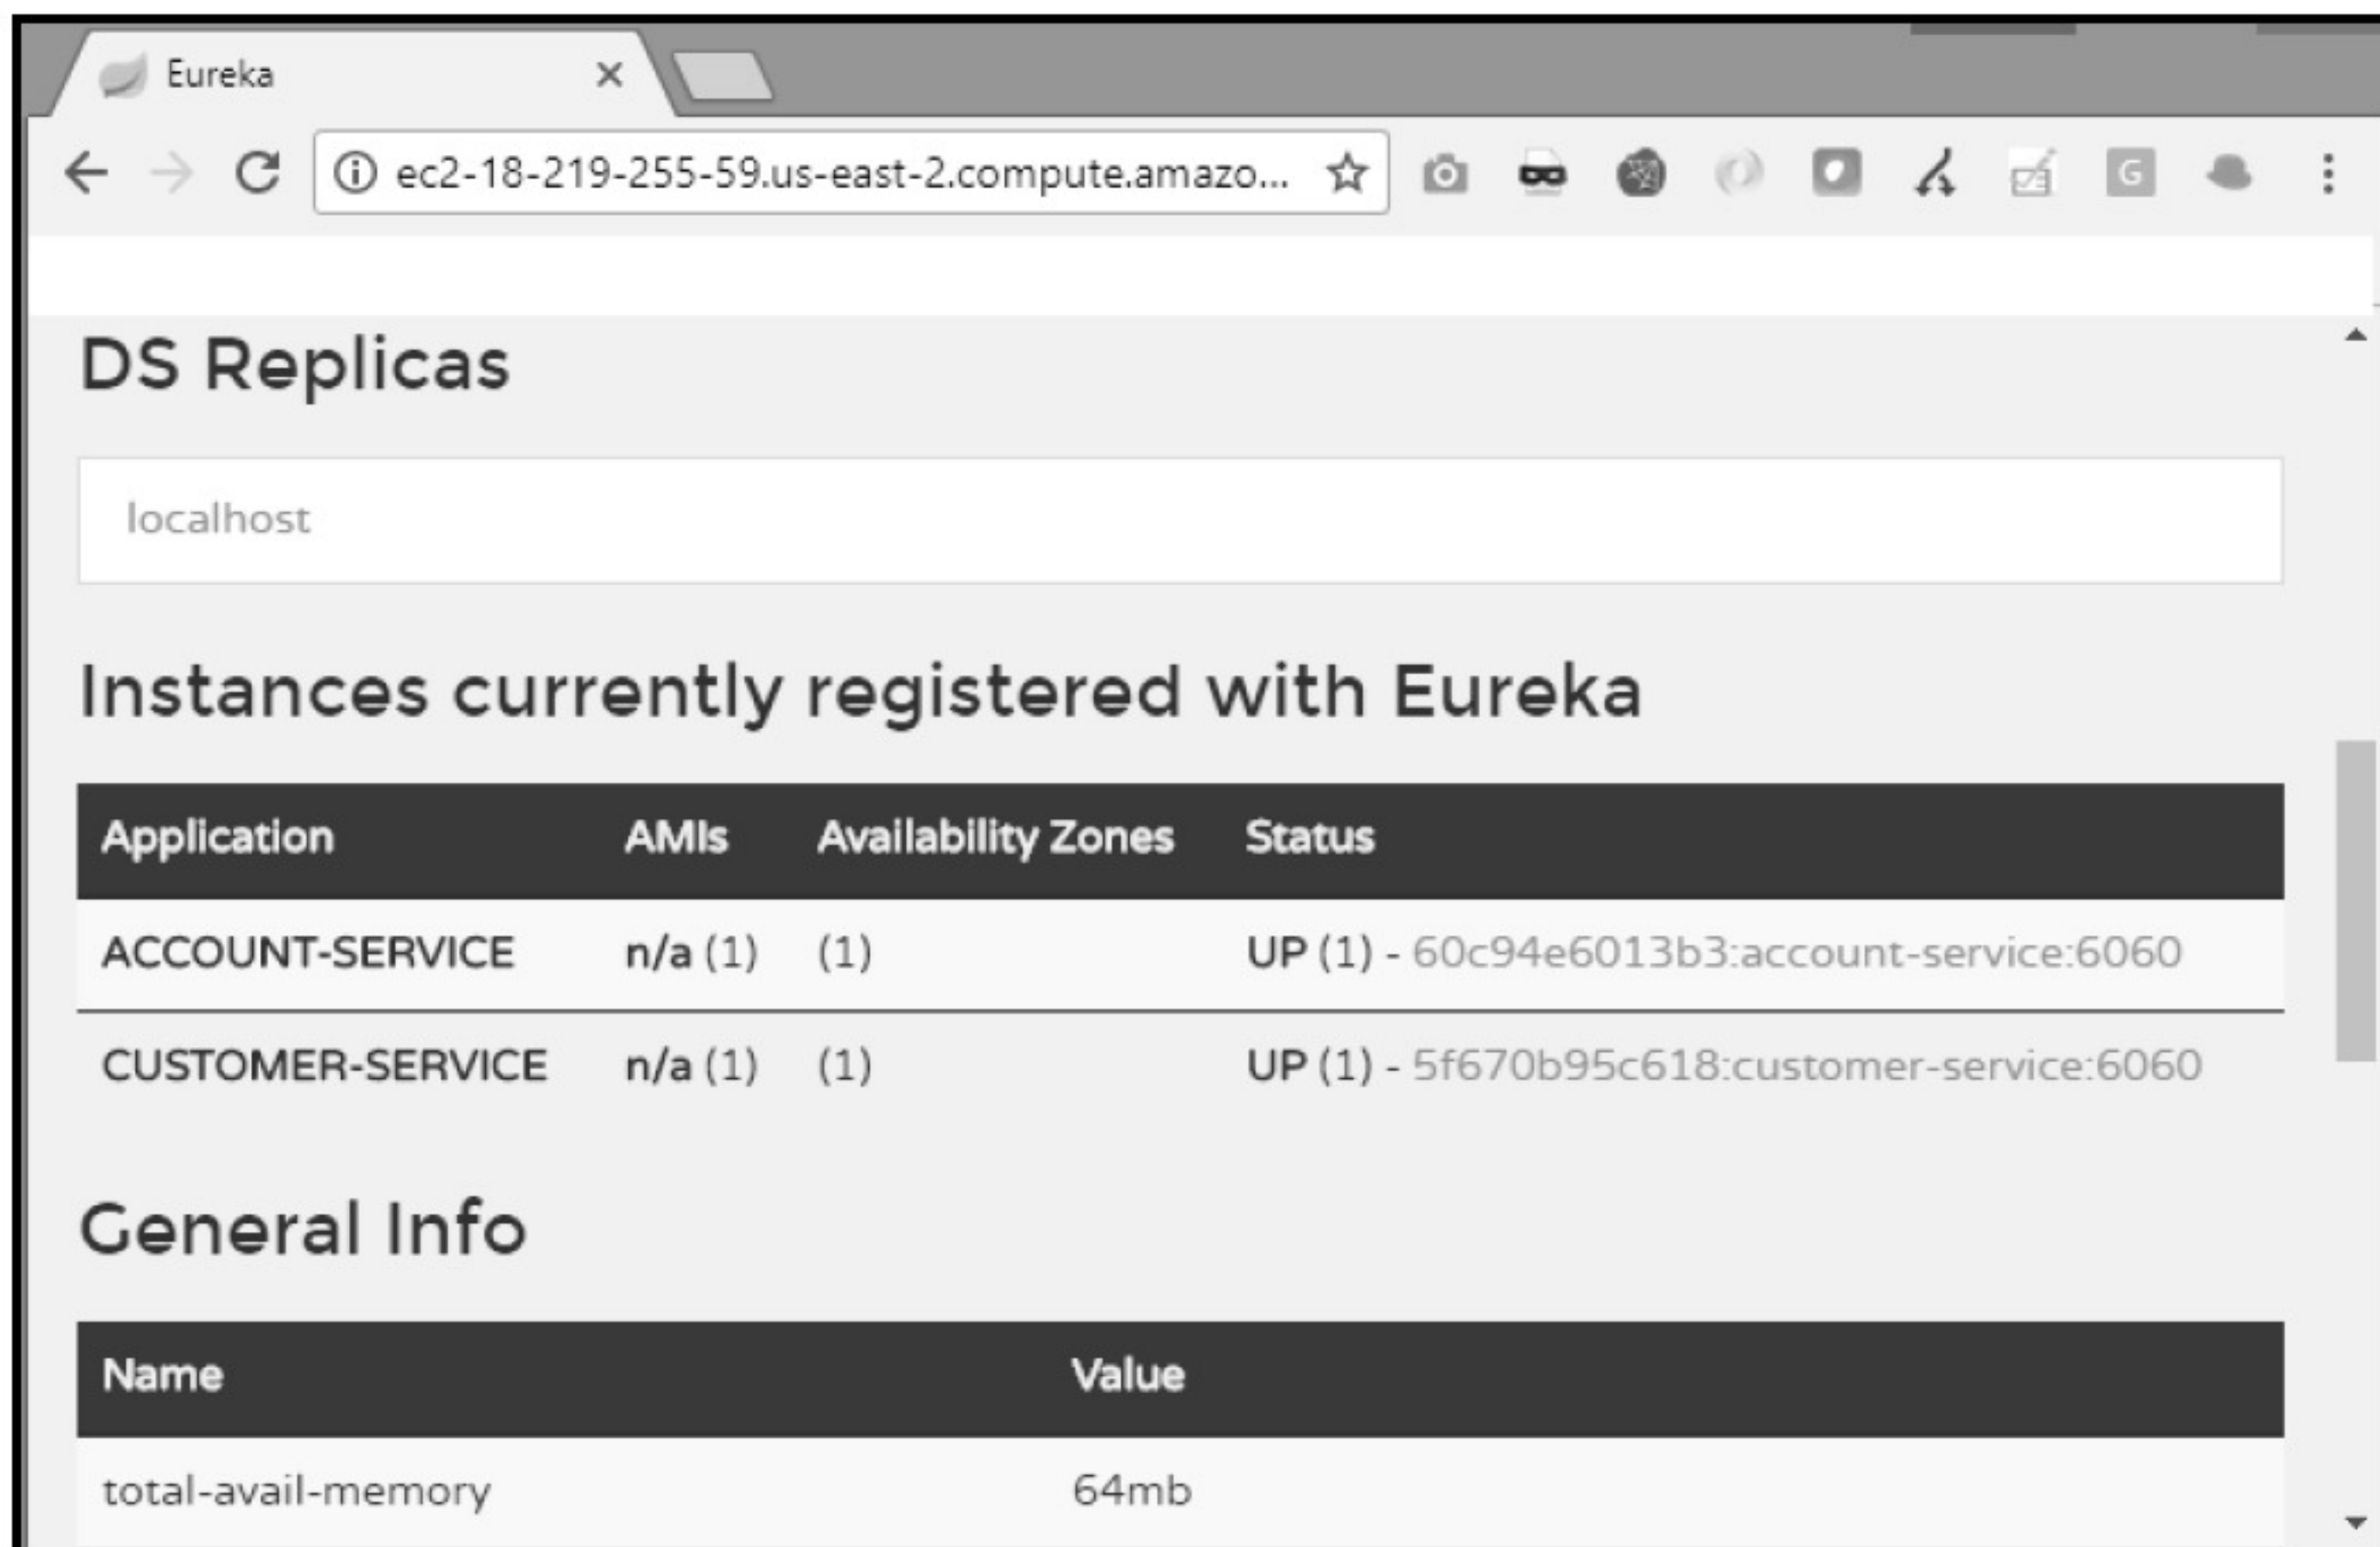 Eureka
ec2-18-219-255-59.us-east-2.compute.amazo...
G
DS Replicas
localhost
Instances currently registered with Eureka
Application AMIs Availability Zones Status
ACCOUNT-SERVICE n/a (1) (1) UP (1) - 60c94e6013b3:account-service:6060
CUSTOMER-SERVICE n/a (1) (1) UP (1) - 5f670b95c618:customer-service:6060
General Info
Name Value
total-avail-memory 64mb